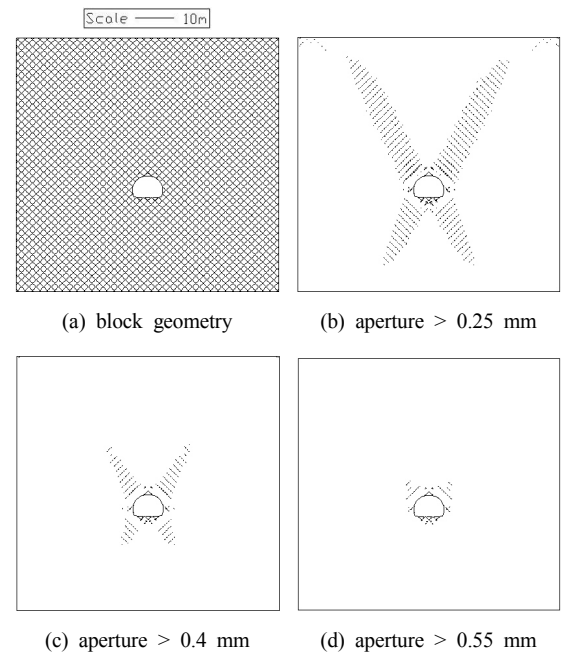 Scale 10m
(a) block geometry
(b) aperture > 0.25 mm
(c) aperture > 0.4 mm
(d) aperture > 0.55 mm